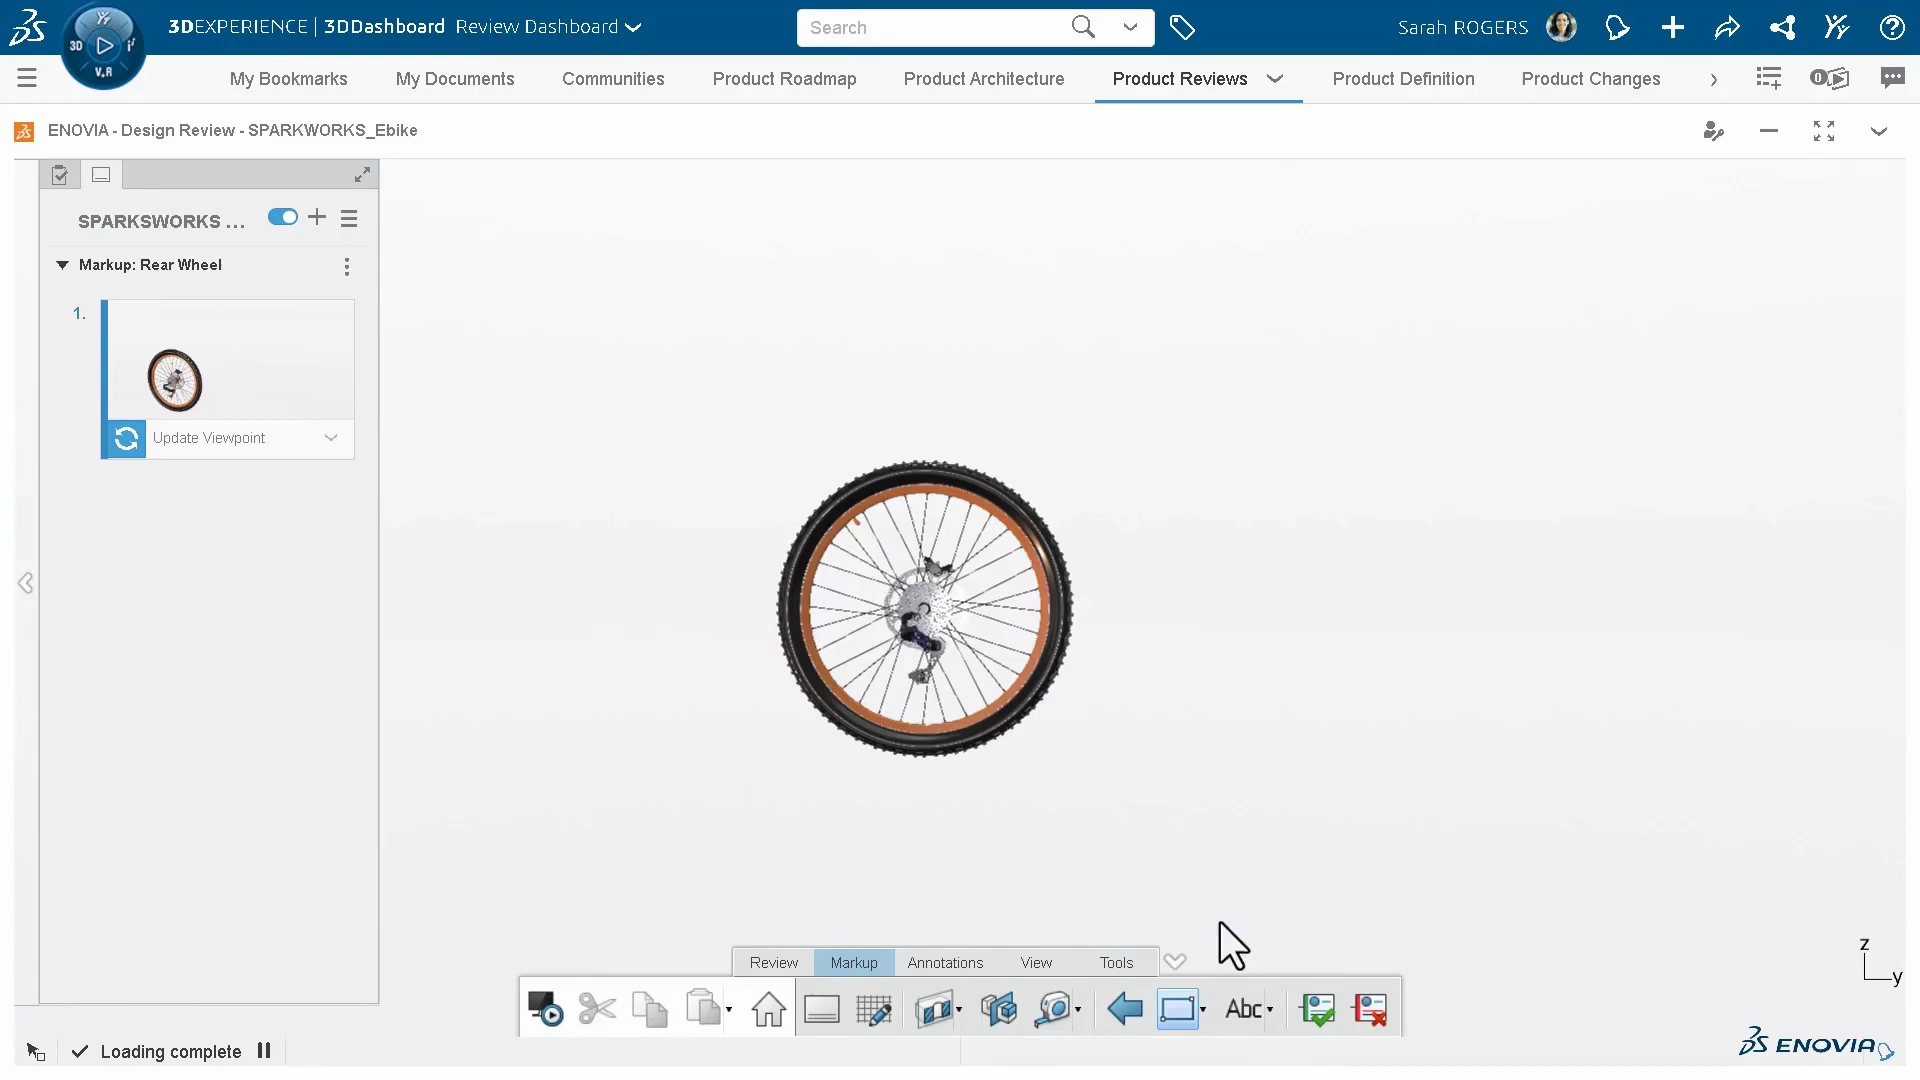 3DEXPERIENCE | 3DDashboard Review Dashboard
Search
Sarah ROGERS
3D
V.R
My Bookmarks
My Documents
Communities
Product Roadmap
Product Architecture
Product Reviews
Product Definition
Product Changes
0
ENOVIA - Design Review - SPARKWORKS_Ebike
SPARKSWORKS ...
Markup: Rear Wheel
1.
Update Viewpoint
z
y
Review
Markup
Annotations
View
Tools
Abc
Loading complete
ENOVIA